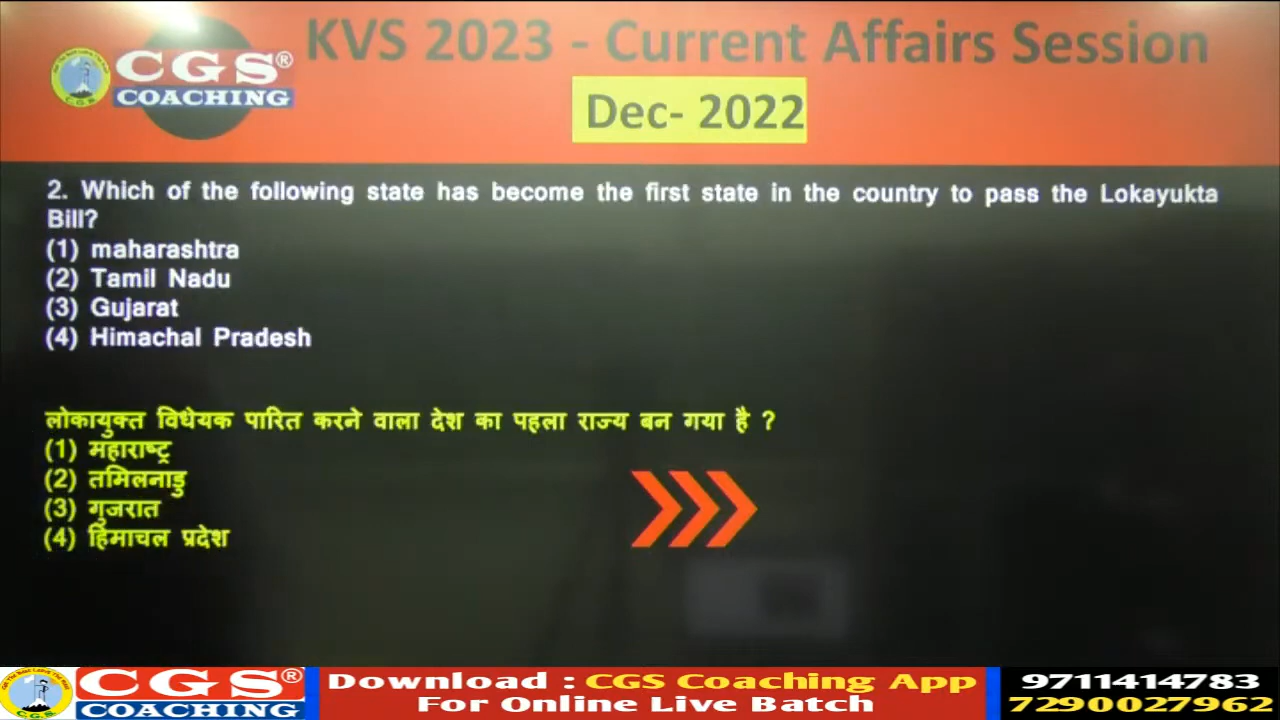 KVS 2023 - Current Affairs Session
CGS®
COACHING
Dec- 2022
2. Which of the following state has become the first state in the country to pass the Lokayukta
Bill?
(1) maharashtra
(2) Tamil Nadu
(3) Gujarat
(4) Himachal Pradesh
लोकायुक्त विधेयक पारित करने वाला देश का पहला राज्य बन गया है ?
(1) महाराष्ट्र
(2) तमिलनाडु
(3) गुजरात
(4) हिमाचल प्रदेश
CGS®
COACHING
Download : CGS Coaching App
For Online Live Batch
9711414783
7290027962